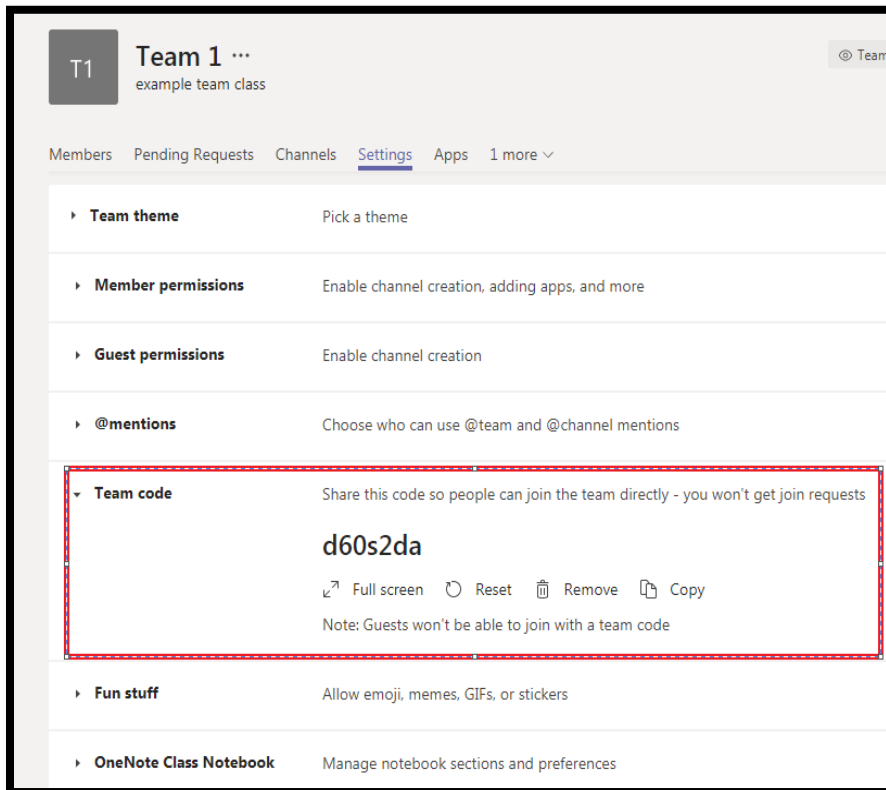 T1
Team 1 ...
example team class
Team
Members Pending Requests Channels Settings Apps 1 more
Team theme Pick a theme
Member permissions Enable channel creation, adding apps, and more
Guest permissions Enable channel creation
@mentions Choose who can use @team and @channel mentions
Team code Share this code so people can join the team directly - you won't get join requests
d60s2da
Full screen Reset Remove Copy
Note: Guests won't be able to join with a team code
Fun stuff Allow emoji, memes, GIFs, or stickers
OneNote Class Notebook Manage notebook sections and preferences